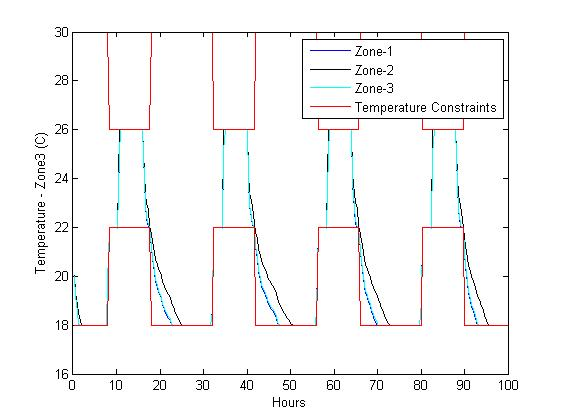 30
28
26
24
22
20
18
16
Temperature - Zone3 (C)
Zone-1
Zone-2
Zone-3
Temperature Constraints
0 10 20 30 40 50 60 70 80 90 100
Hours